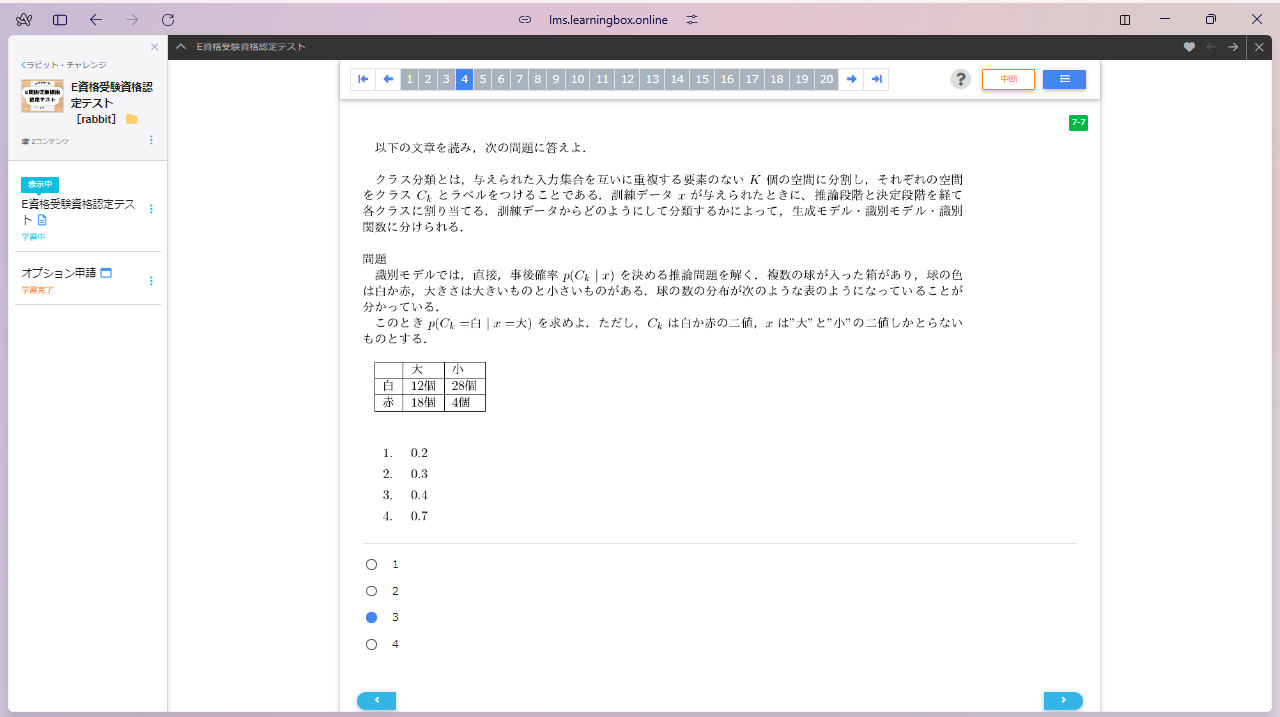 lms.learningbox.online
ラビット・チャレンジ
E資格受験資格認定テスト
［rabbit］
2コンテンツ
表示中
E資格受験資格認定テスト
学習中
オプション申請
学習完了
E資格受験資格認定テスト
1 2 3 4 5 6 7 8 9 10 11 12 13 14 15 16 17 18 19 20
?
中断
7-7
以下の文章を読み，次の問題に答えよ．
クラス分類とは，与えられた入力集合を互いに重複する要素のない K 個の空間に分割し，それぞれの空間
をクラス Ck とラベルをつけることである．訓練データ x が与えられたときに、推論段階と決定段階を経て
各クラスに割り当てる．訓練データからどのようにして分類するかによって，生成モデル・識別モデル・識別
関数に分けられる．
問題
識別モデルでは，直接，事後確率 p(Ck | x) を決める推論問題を解く．複数の球が入った箱があり，球の色
は白か赤，大きさは大きいものと小さいものがある．球の数の分布が次のような表のようになっていることが
分かっている．
このとき p(Ck =白 | x =大) を求めよ．ただし，Ck は白か赤の二値，x は”大”と”小”の二値しかとらない
ものとする．
大 小
白 12個 28個
赤 18個 4個
1. 0.2
2. 0.3
3. 0.4
4. 0.7
1
2
3
4